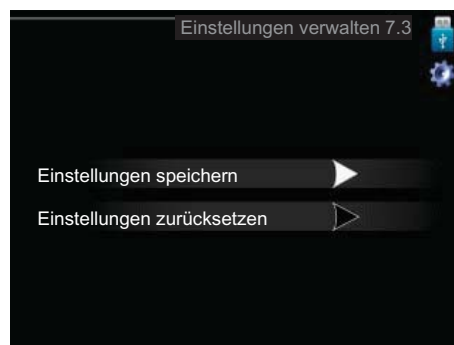 Einstellungen verwalten 7.3
Einstellungen speichern
Einstellungen zurücksetzen